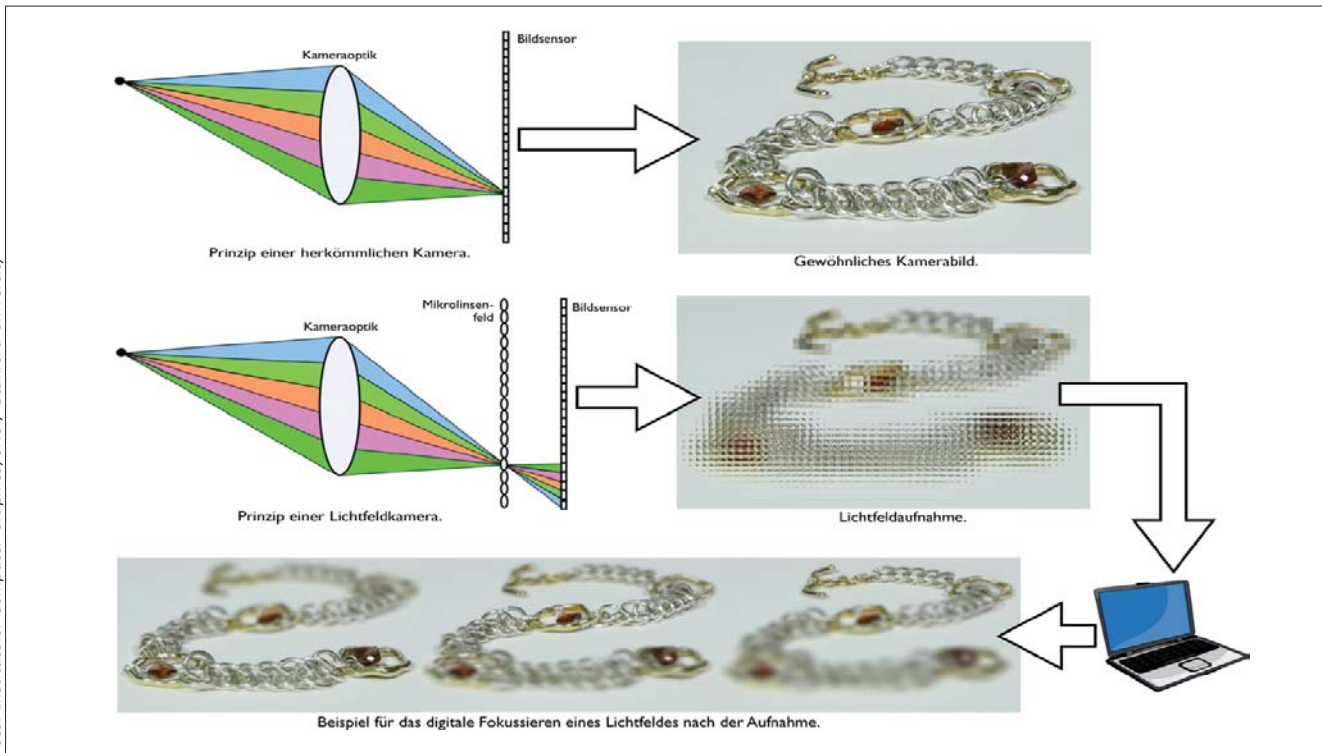 Kameraoptik
Bildsensor
Prinzip einer herkömmlichen Kamera.
Gewöhnliches Kamerabild.
Mikrolinsen-
feld
Bildsensor
Kameraoptik
Prinzip einer Lichtfeldkamera.
Lichtfeldaufnahme.
Beispiel für das digitale Fokussieren eines Lichtfeldes nach der Aufnahme.